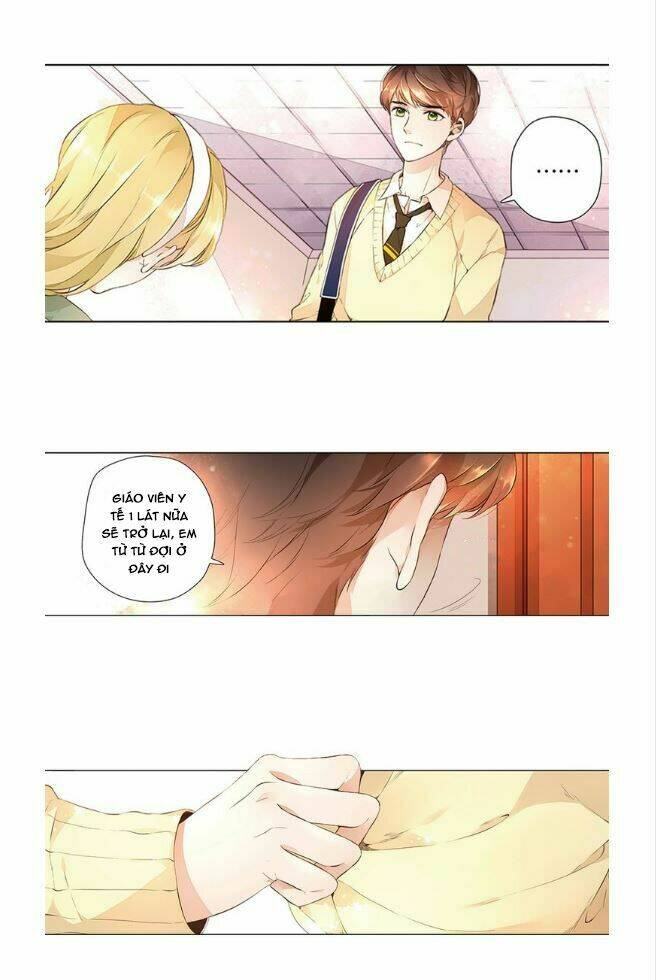 ......
GIÁO VIÊN Y
TẾ 1 LÁT NỮA
SẼ TRỞ LẠI, EM
TỪ TỪ ĐỢI Ở
ĐÂY ĐI